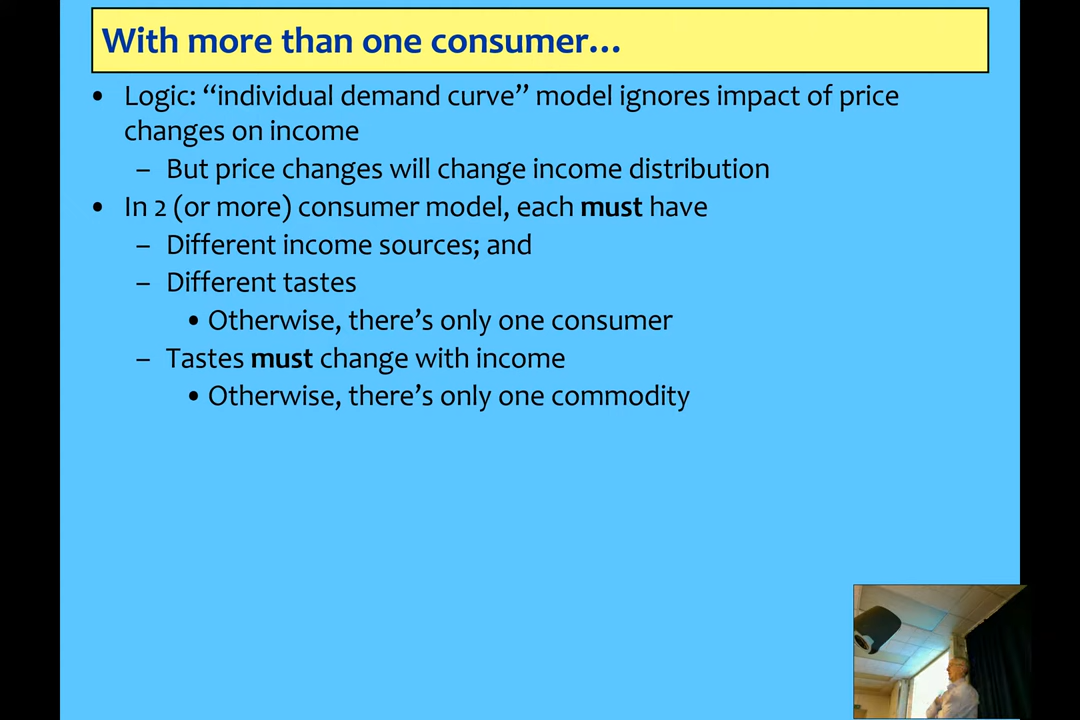 With more than one consumer…
• Logic: “individual demand curve” model ignores impact of price
changes on income
– But price changes will change income distribution
• In 2 (or more) consumer model, each must have
– Different income sources; and
– Different tastes
• Otherwise, there’s only one consumer
– Tastes must change with income
• Otherwise, there’s only one commodity